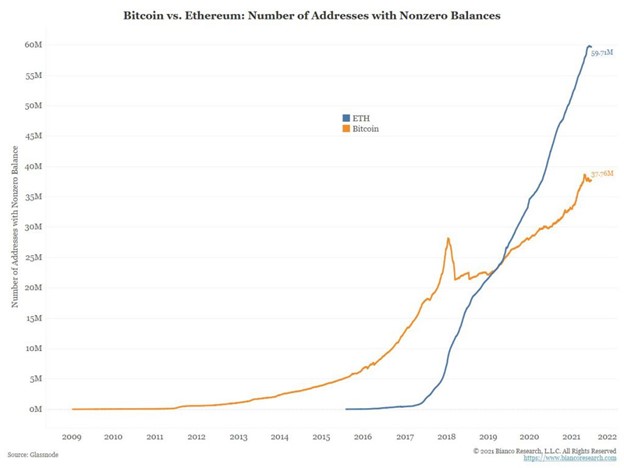 Bitcoin vs. Ethereum: Number of Addresses with Nonzero Balances
60M
55M
50M
45M
40M
35M
30M
25M
20M
15M
10M
5M
0M
Number of Addresses with Nonzero Balance
ETH
Bitcoin
59.71M
37.76M
2009 2010 2011 2012 2013 2014 2015 2016 2017 2018 2019 2020 2021 2022
Source: Glassnode
© 2021 Bianco Research, L.L.C. All Rights Reserved
https://www.biancoresearch.com/